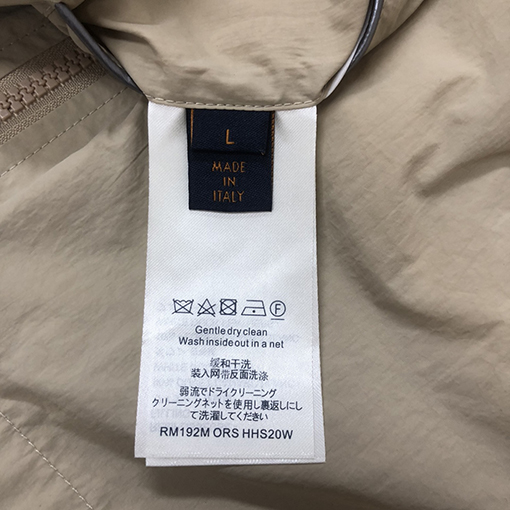 L
MADE
IN
ITALY
F
Gentle dry clean
Wash inside out in a net
缓和干洗
装入网带反面洗涤
弱流でドライクリーニング
クリーニングネットを使用し裏返しにし
て洗濯してください
RM192M ORS HHS20W